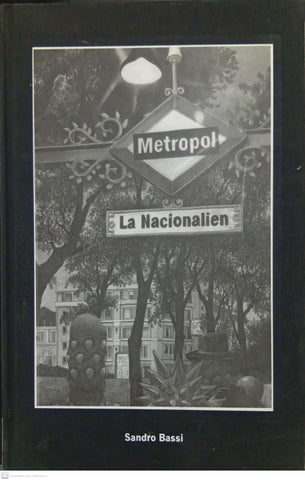 Metropol
La Nacionalien
Sandro Bassi